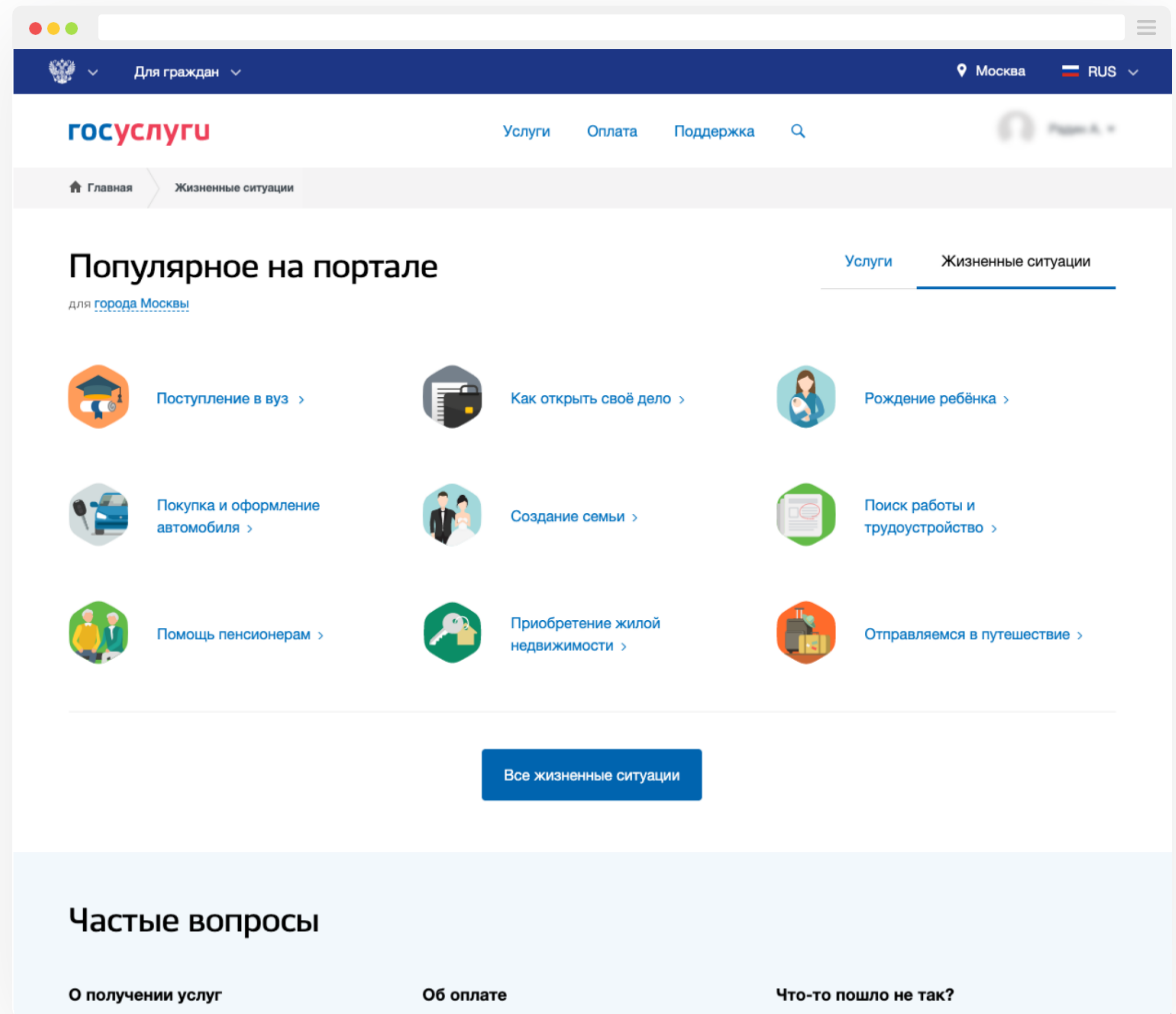 Для граждан
Москва
RUS
госуслуги
Услуги
Оплата
Поддержка
Главная
Жизненные ситуации
Популярное на портале
Услуги
Жизненные ситуации
для города Москвы
Поступление в вуз
Как открыть своё дело
Рождение ребёнка
Покупка и оформление
автомобиля
Создание семьи
Поиск работы и
трудоустройство
Помощь пенсионерам
Приобретение жилой
недвижимости
Отправляемся в путешествие
Все жизненные ситуации
Частые вопросы
О получении услуг
Об оплате
Что-то пошло не так?